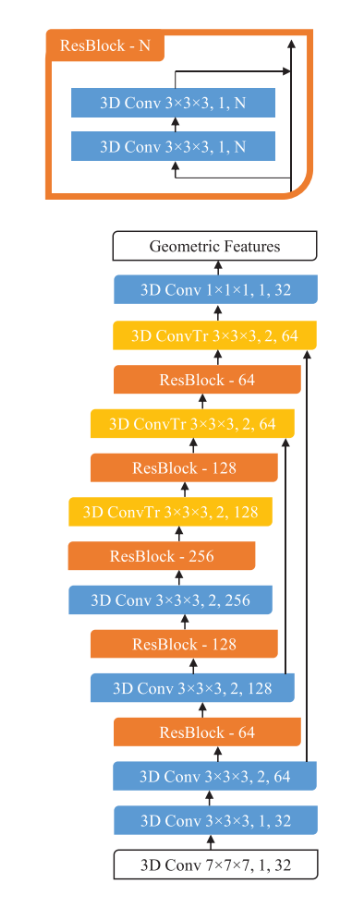 ResBlock - N
3D Conv 3×3×3, 1, N
3D Conv 3×3×3, 1, N
Geometric Features
3D Conv 1×1×1, 1, 32
3D ConvTr 3×3×3, 2, 64
ResBlock - 64
3D ConvTr 3×3×3, 2, 64
ResBlock - 128
3D ConvTr 3×3×3, 2, 128
ResBlock - 256
3D Conv 3×3×3, 2, 256
ResBlock - 128
3D Conv 3×3×3, 2, 128
ResBlock - 64
3D Conv 3×3×3, 2, 64
3D Conv 3×3×3, 1, 32
3D Conv 7×7×7, 1, 32